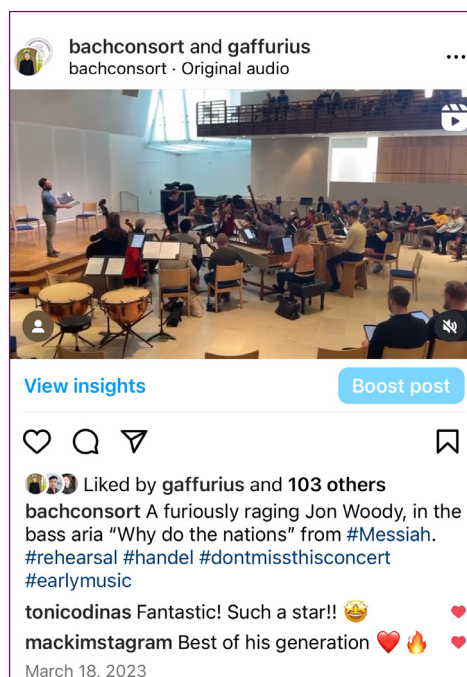 bachconsort and gaffurius
bachconsort · Original audio
View insights
Boost post
Liked by gaffurius and 103 others
bachconsort A furiously raging Jon Woody, in the
bass aria “Why do the nations” from #Messiah.
#rehearsal #handel #dontmissthisconcert
#earlymusic
tonicodinas Fantastic! Such a star!! 🤩
mackimstagram Best of his generation ❤️🔥
March 18, 2023